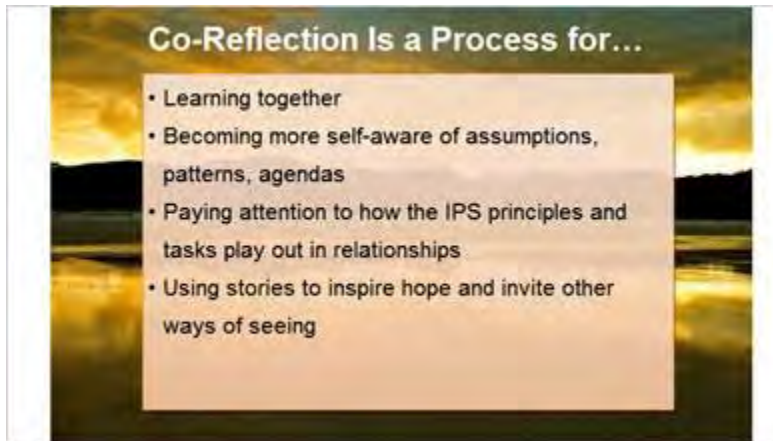 Co-Reflection Is a Process for…
• Learning together
• Becoming more self-aware of assumptions,
patterns, agendas
• Paying attention to how the IPS principles and
tasks play out in relationships
• Using stories to inspire hope and invite other
ways of seeing